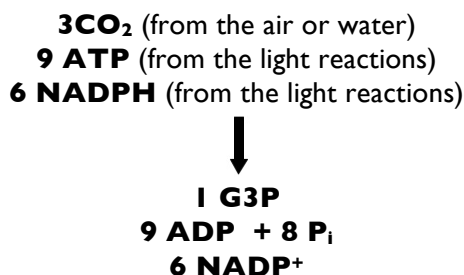 3CO₂ (from the air or water)
9 ATP (from the light reactions)
6 NADPH (from the light reactions)
1 G3P
9 ADP + 8 Pᵢ
6 NADP⁺